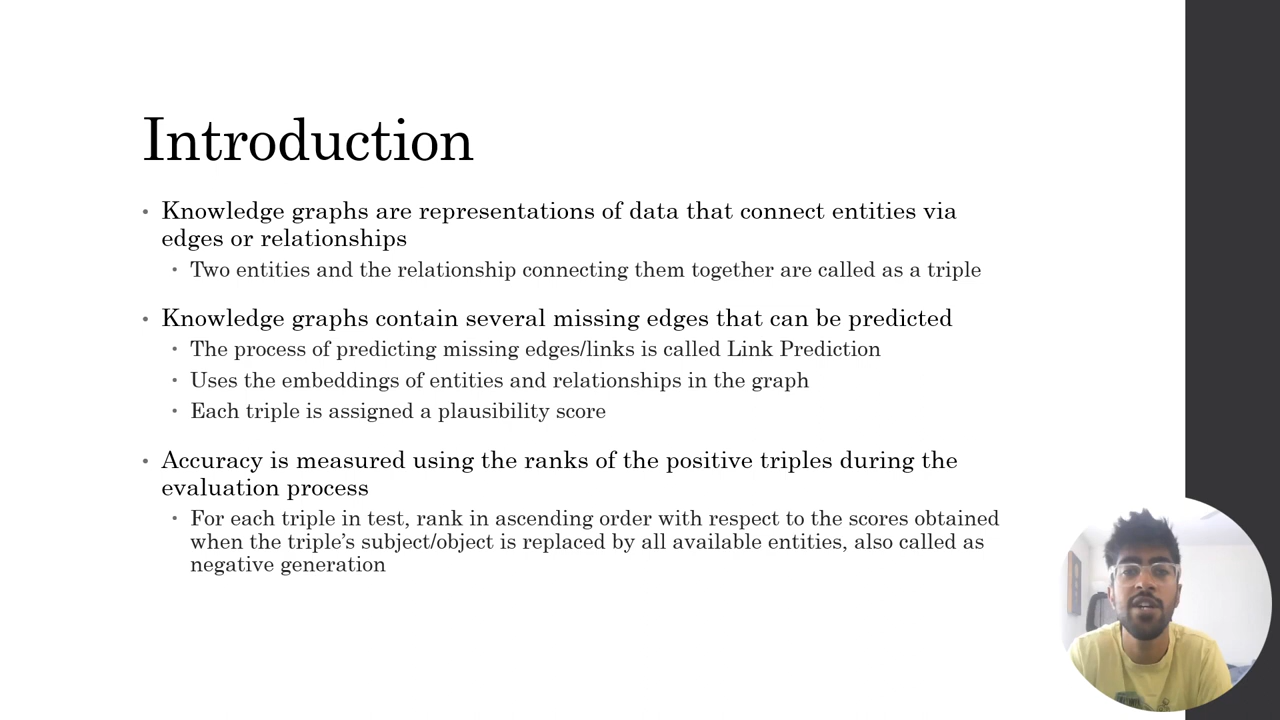 Introduction
• Knowledge graphs are representations of data that connect entities via
edges or relationships
• Two entities and the relationship connecting them together are called as a triple
• Knowledge graphs contain several missing edges that can be predicted
• The process of predicting missing edges/links is called Link Prediction
• Uses the embeddings of entities and relationships in the graph
• Each triple is assigned a plausibility score
• Accuracy is measured using the ranks of the positive triples during the
evaluation process
• For each triple in test, rank in ascending order with respect to the scores obtained
when the triple’s subject/object is replaced by all available entities, also called as
negative generation